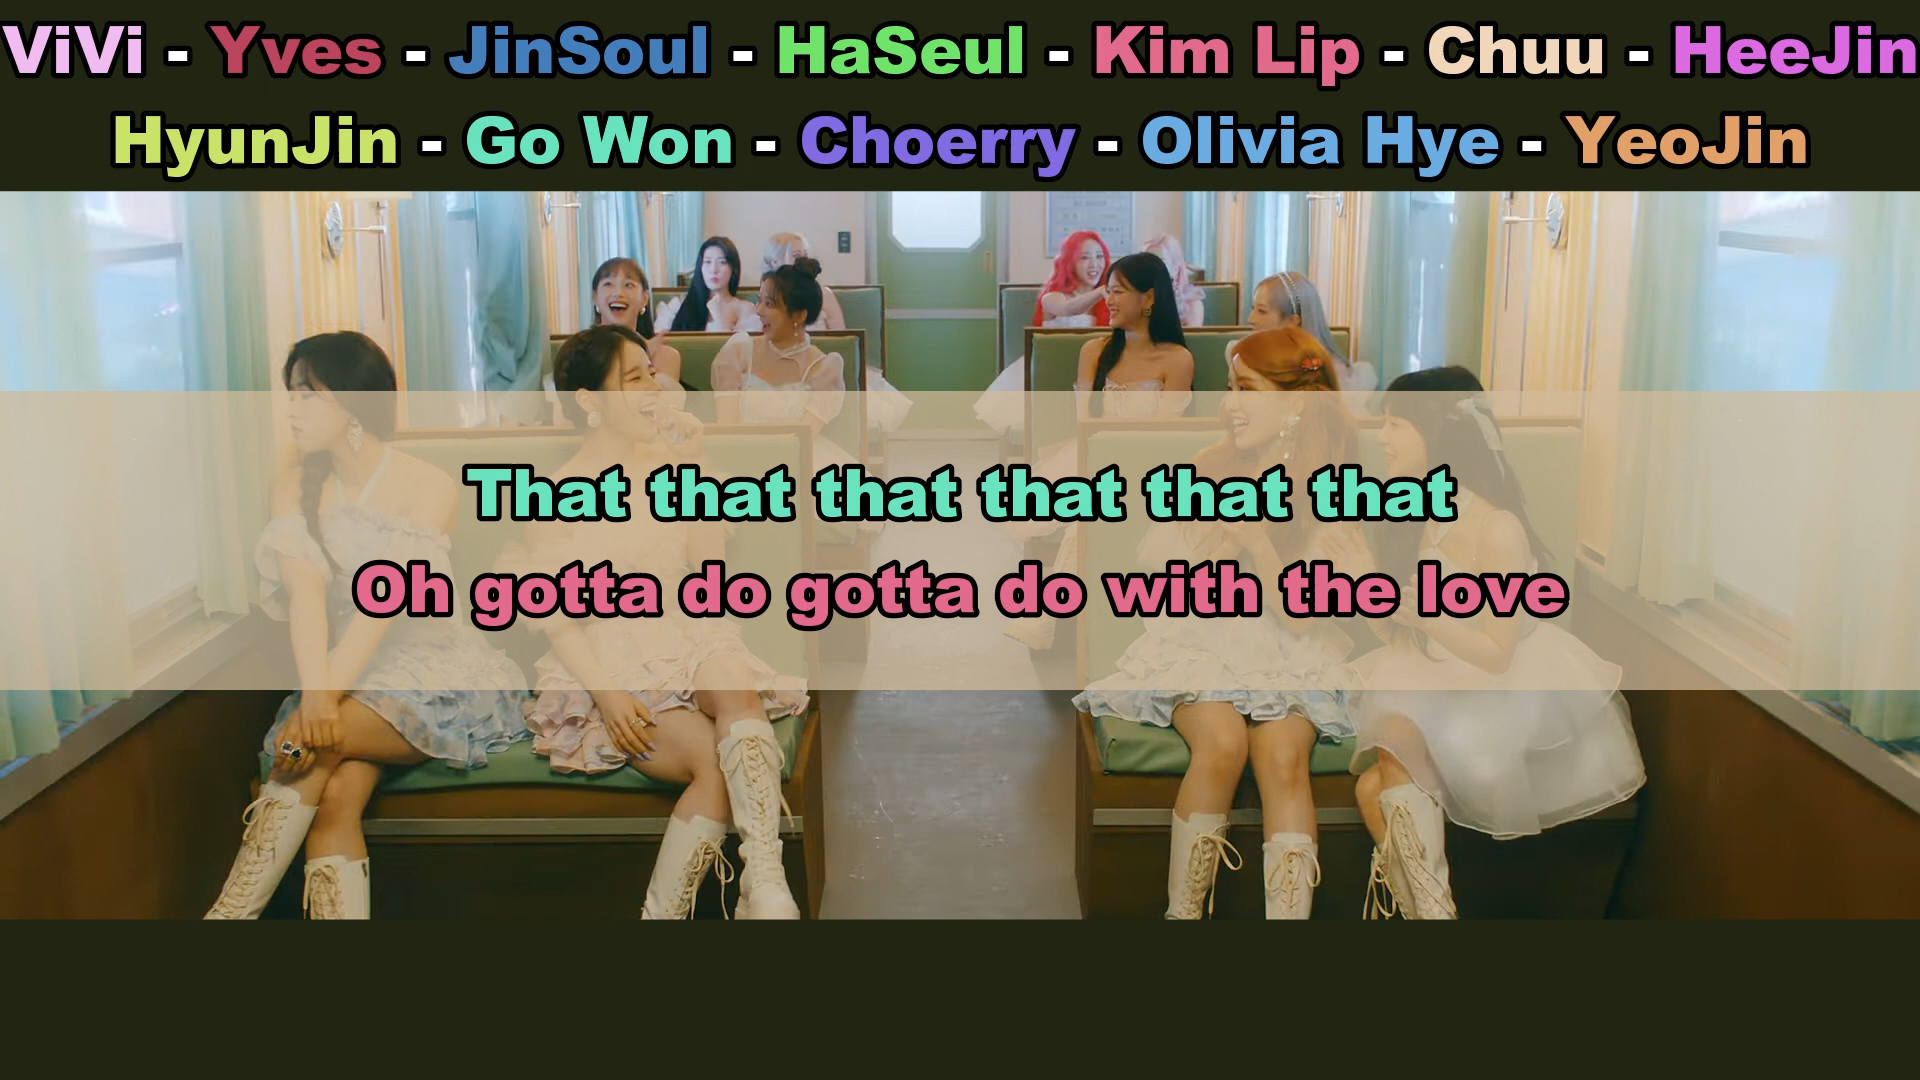 ViVi - Yves - JinSoul - HaSeul - Kim Lip - Chuu - HeeJin
HyunJin - Go Won - Choerry - Olivia Hye - YeoJin
That that that that that that
Oh gotta do gotta do with the love